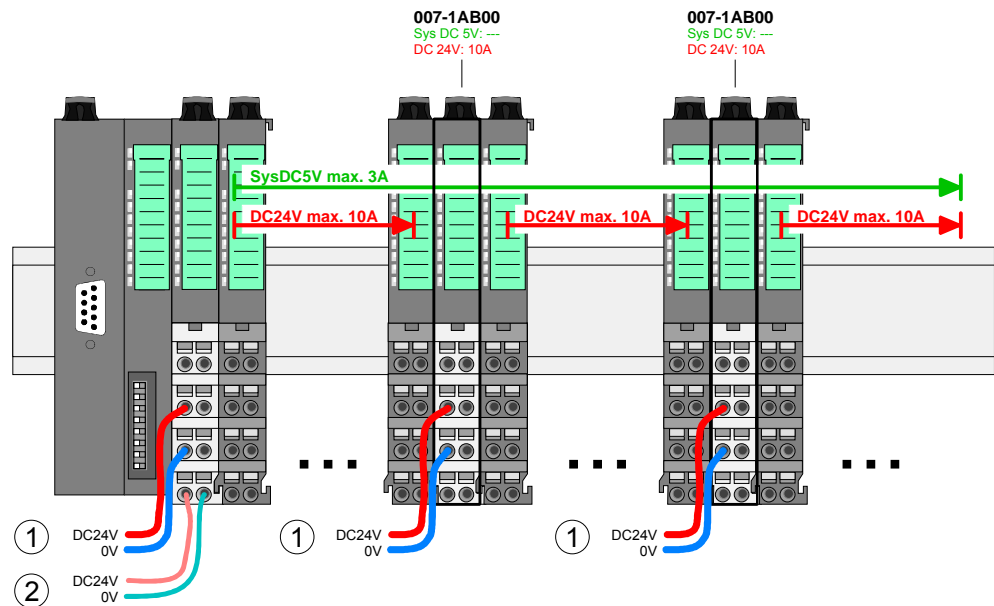 007-1AB00
Sys DC 5V: ---
DC 24V: 10A
007-1AB00
Sys DC 5V: ---
DC 24V: 10A
SysDC5V max. 3A
DC24V max. 10A
DC24V max. 10A
DC24V max. 10A
1
DC24V
0V
1
DC24V
0V
1
DC24V
0V
2
DC24V
0V